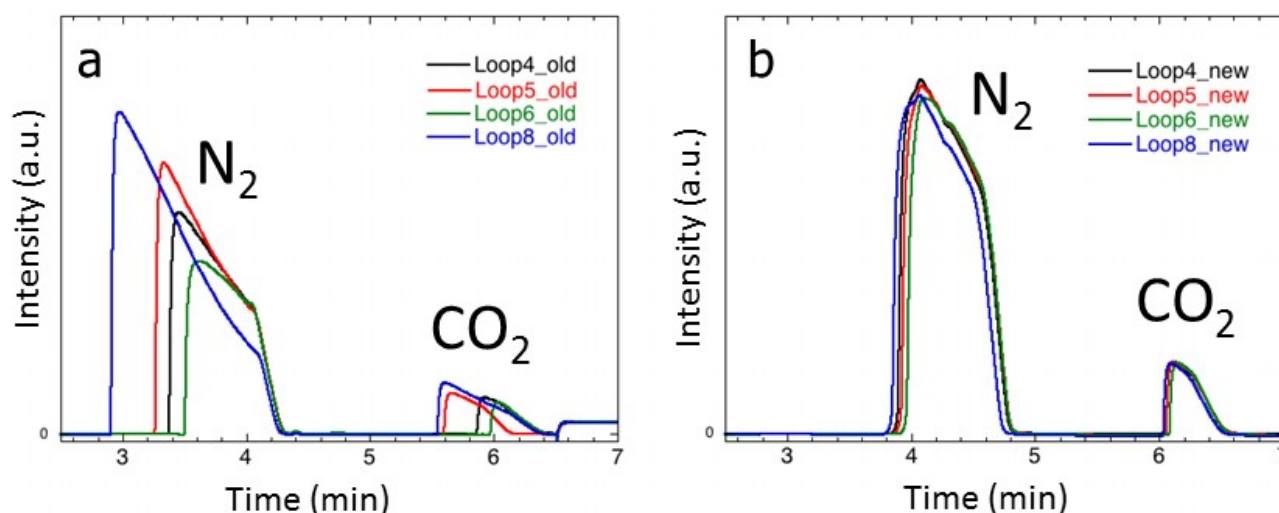 a
Loop4_old
Loop5_old
Loop6_old
Loop8_old
N2
CO2
Intensity (a.u.)
0
3 4 5 6 7
Time (min)
b
Loop4_new
Loop5_new
Loop6_new
Loop8_new
N2
CO2
Intensity (a.u.)
0
3 4 5 6 7
Time (min)